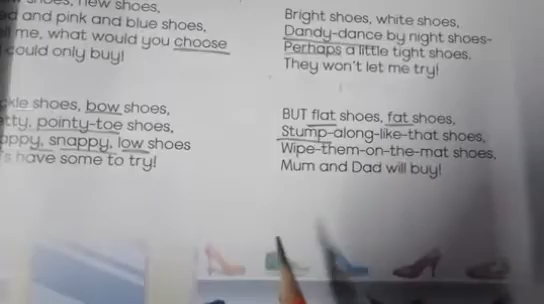 shoes, new shoes,
and pink and blue shoes,
me, what would you choose
could only buy!
shoes, bow shoes,
pointy-toe shoes,
snappy, low shoes
have some to try!
Bright shoes, white shoes,
Dandy-dance by night shoes-
Perhaps a little tight shoes.
They won't let me try!
BUT flat shoes, fat shoes,
Stump-along-like-that shoes,
Wipe-them-on-the-mat shoes,
Mum and Dad will buy!